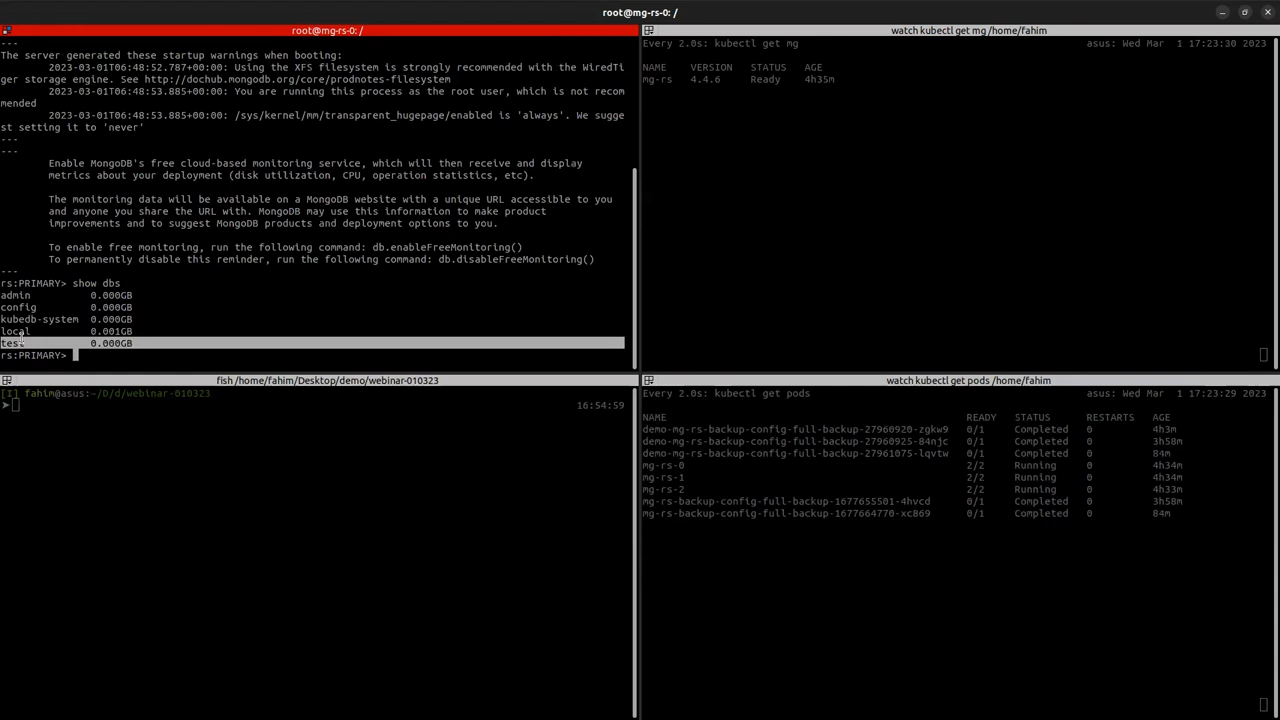 root@mg-rs-0: /
root@mg-rs-0: /
---
The server generated these startup warnings when booting:
2023-03-01T06:48:52.787+00:00: Using the XFS filesystem is strongly recommended with the WiredTi
ger storage engine. See http://dochub.mongodb.org/core/prodnotes-filesystem
2023-03-01T06:48:53.885+00:00: You are running this process as the root user, which is not recom
mended
2023-03-01T06:48:53.885+00:00: /sys/kernel/mm/transparent_hugepage/enabled is 'always'. We sugge
st setting it to 'never'
---
---
Enable MongoDB's free cloud-based monitoring service, which will then receive and display
metrics about your deployment (disk utilization, CPU, operation statistics, etc).
The monitoring data will be available on a MongoDB website with a unique URL accessible to you
and anyone you share the URL with. MongoDB may use this information to make product
improvements and to suggest MongoDB products and deployment options to you.
To enable free monitoring, run the following command: db.enableFreeMonitoring()
To permanently disable this reminder, run the following command: db.disableFreeMonitoring()
---
rs:PRIMARY> show dbs
admin 0.000GB
config 0.000GB
kubedb-system 0.000GB
local 0.001GB
test 0.000GB
rs:PRIMARY>
watch kubectl get mg /home/fahim
Every 2.0s: kubectl get mg asus: Wed Mar 1 17:23:30 2023
NAME VERSION STATUS AGE
mg-rs 4.4.6 Ready 4h35m
fish /home/fahim/Desktop/demo/webinar-010323
[I] fahim@asus:~/D/d/webinar-010323
➤ 16:54:59
watch kubectl get pods /home/fahim
Every 2.0s: kubectl get pods asus: Wed Mar 1 17:23:29 2023
NAME READY STATUS RESTARTS AGE
demo-mg-rs-backup-config-full-backup-27960920-zgkw9 0/1 Completed 0 4h3m
demo-mg-rs-backup-config-full-backup-27960925-84njc 0/1 Completed 0 3h58m
demo-mg-rs-backup-config-full-backup-27961075-lqvtw 0/1 Completed 0 84m
mg-rs-0 2/2 Running 0 4h34m
mg-rs-1 2/2 Running 0 4h34m
mg-rs-2 2/2 Running 0 4h33m
mg-rs-backup-config-full-backup-1677655501-4hvcd 0/1 Completed 0 3h58m
mg-rs-backup-config-full-backup-1677664770-xc869 0/1 Completed 0 84m